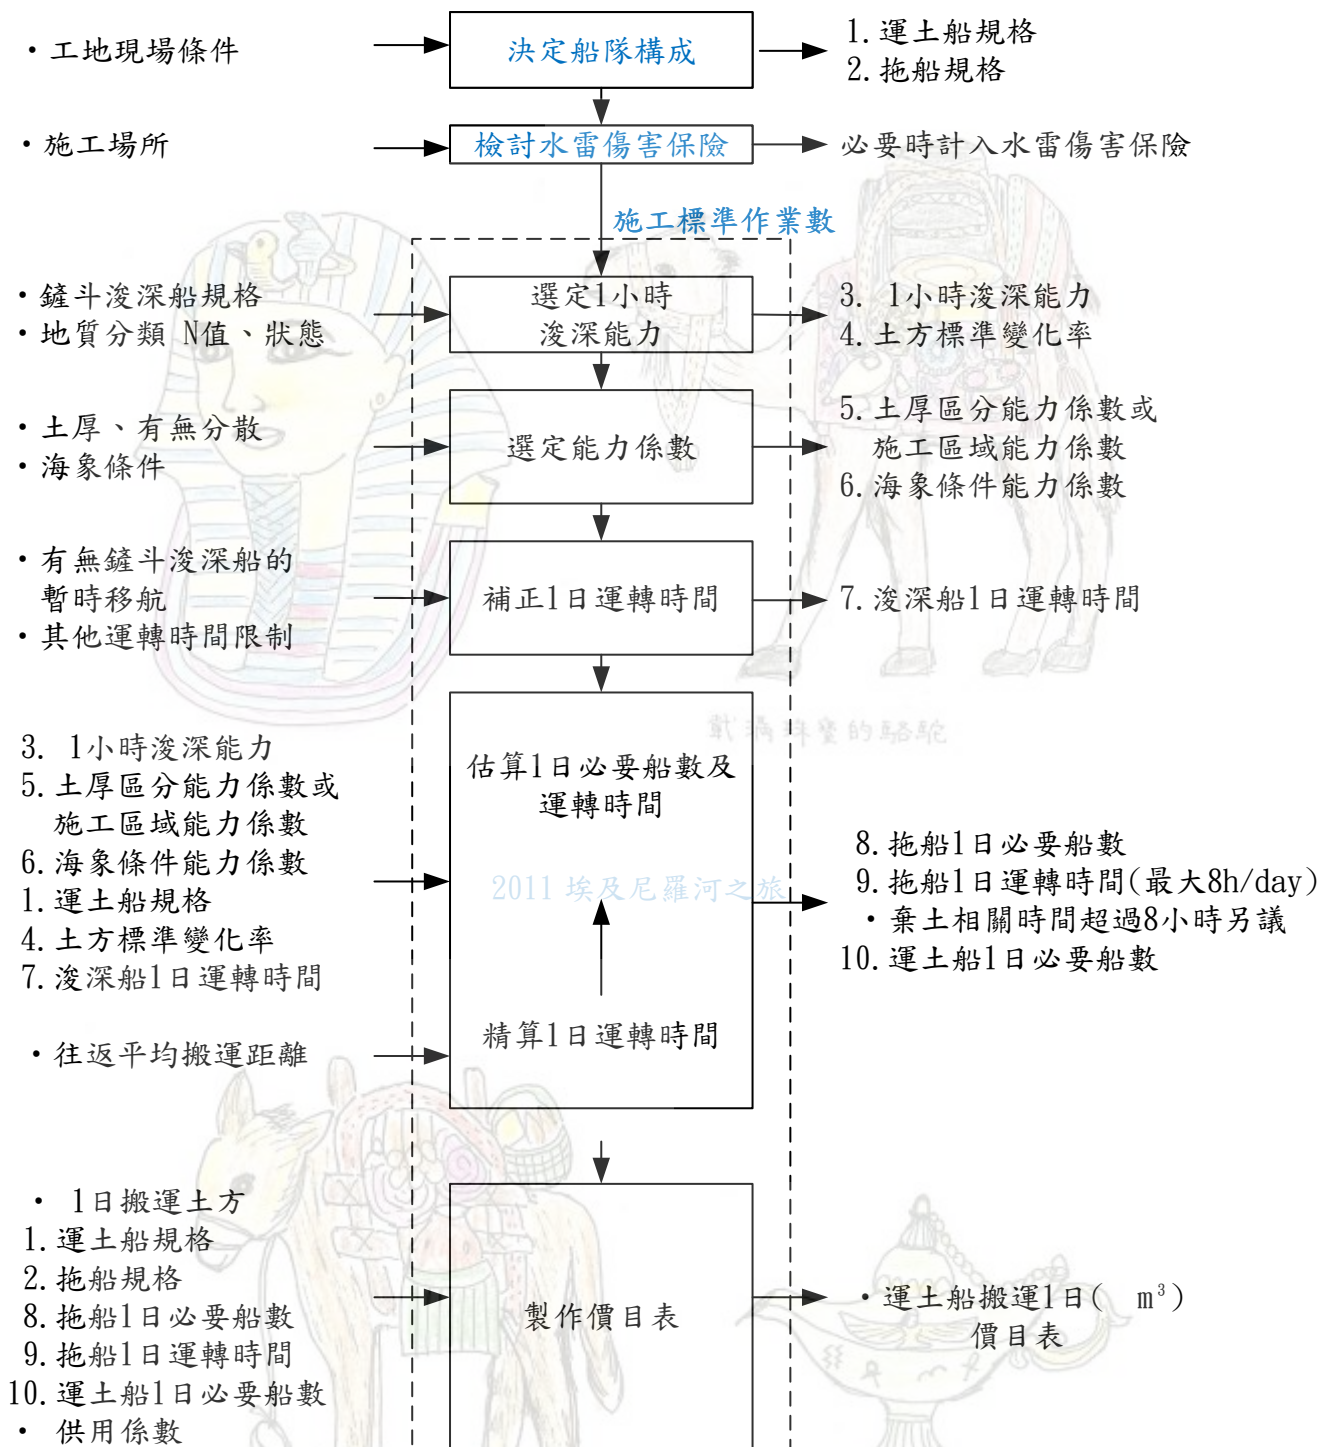 ・工地現場條件
決定船隊構成
1.運土船規格
2.拖船規格
・施工場所
檢討水雷傷害保險
必要時計入水雷傷害保險
施工標準作業數
・鏟斗浚深船規格
・地質分類 N值、狀態
選定1小時
浚深能力
3. 1小時浚深能力
4.土方標準變化率
・土厚、有無分散
・海象條件
選定能力係數
5.土厚區分能力係數或
施工區域能力係數
6.海象條件能力係數
・有無鏟斗浚深船的
暫時移航
・其他運轉時間限制
補正1日運轉時間
7.浚深船1日運轉時間
戴滿珠寶的駱駝
3. 1小時浚深能力
5.土厚區分能力係數或
施工區域能力係數
6.海象條件能力係數
1.運土船規格
4.土方標準變化率
7.浚深船1日運轉時間
・往返平均搬運距離
估算1日必要船數及
運轉時間
2011 埃及尼羅河之旅
精算1日運轉時間
8.拖船1日必要船數
9.拖船1日運轉時間(最大8h/day)
・棄土相關時間超過8小時另議
10.運土船1日必要船數
・ 1日搬運土方
1.運土船規格
2.拖船規格
8.拖船1日必要船數
9.拖船1日運轉時間
10.運土船1日必要船數
・ 供用係數
製作價目表
・運土船搬運1日( m³)
價目表